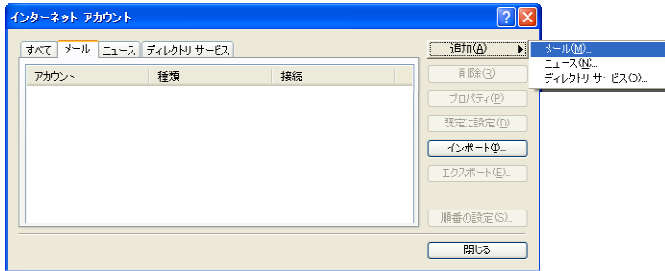 インターネット アカウント
すべて メール ニュース ディレクトリ サービス
アカウント 種類 接続
追加(A)
メール(M)...
ニュース(N)...
ディレクトリ サービス(D)...
削除(R)
プロパティ(P)
既定に設定(D)
インポート(I)...
エクスポート(E)...
順番の設定(S)...
閉じる